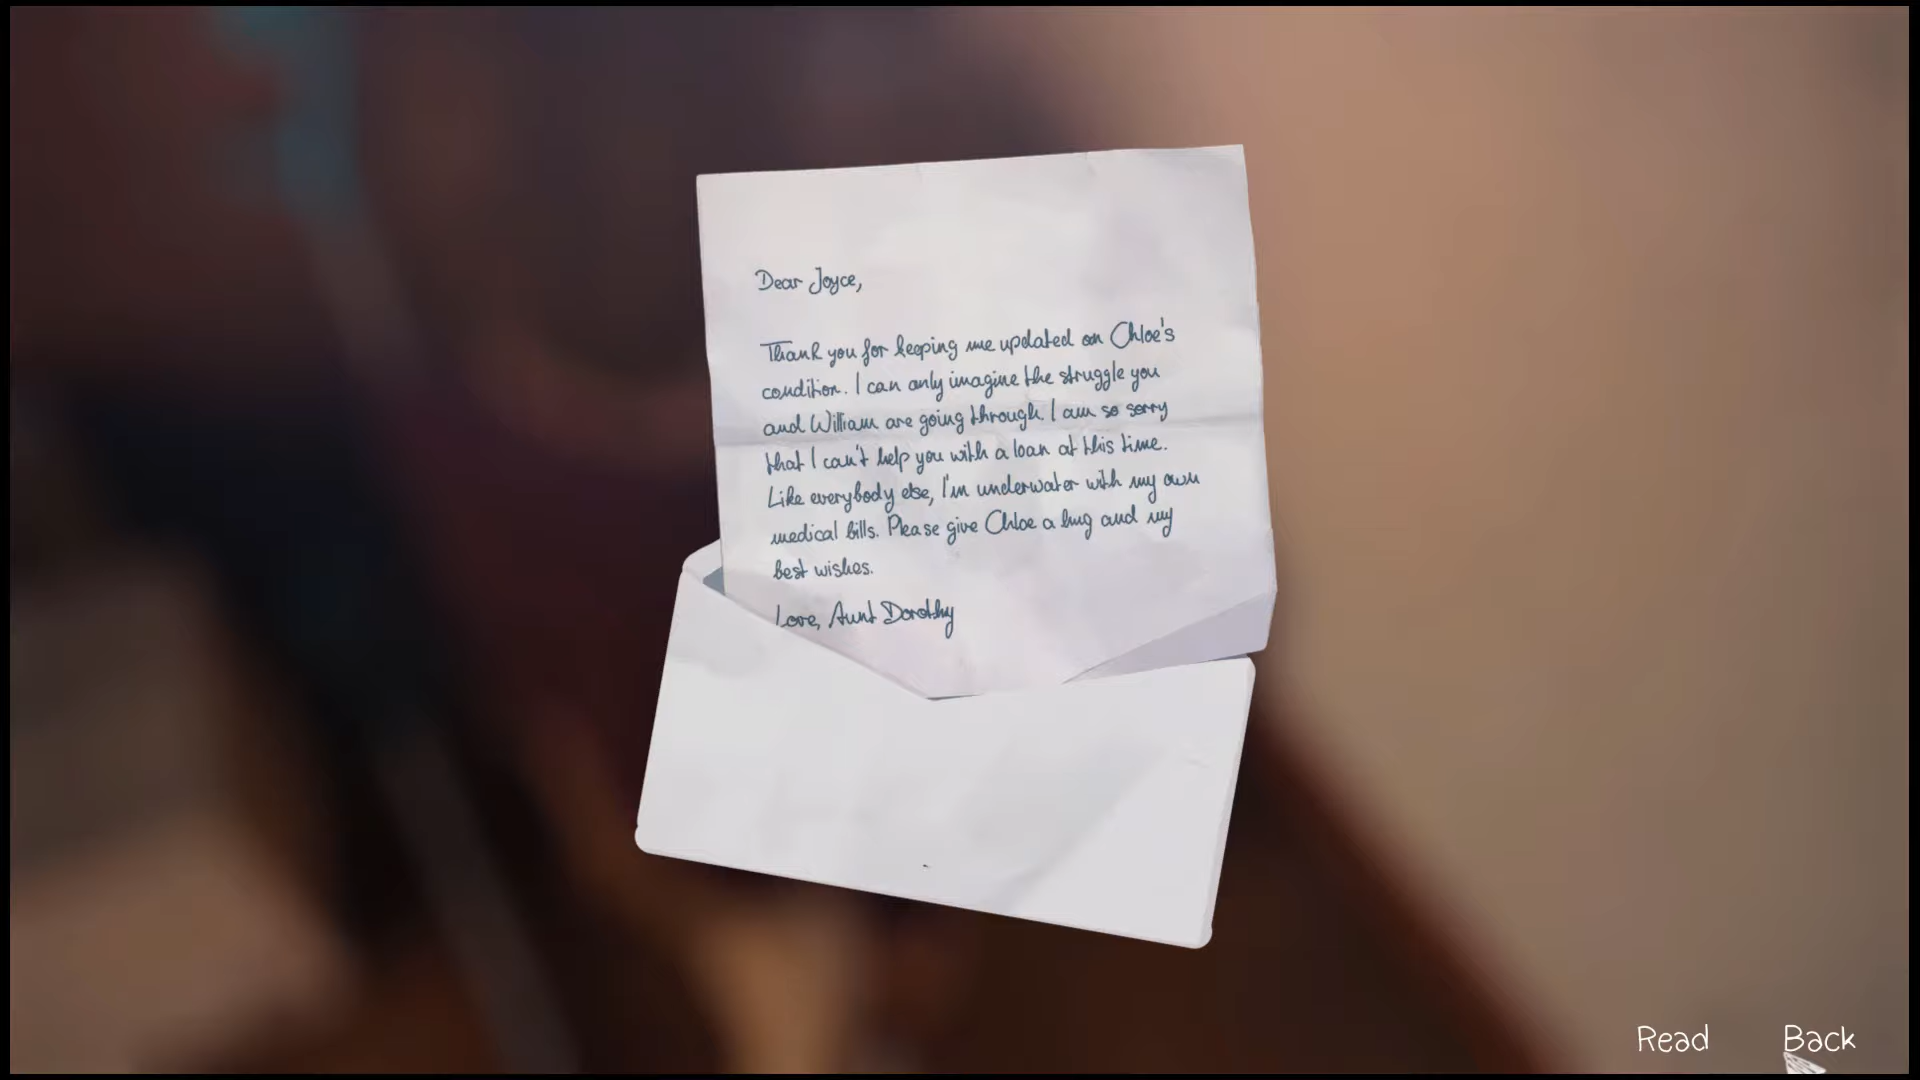 Dear Joyce,
Thank you for keeping me updated on Chloe's
condition. I can only imagine the struggle you
and William are going through. I am so sorry
that I can't help you with a loan at this time.
Like everybody else, I'm underwater with my own
medical bills. Please give Chloe a hug and my
best wishes.
Love, Aunt Dorothy
Read Back